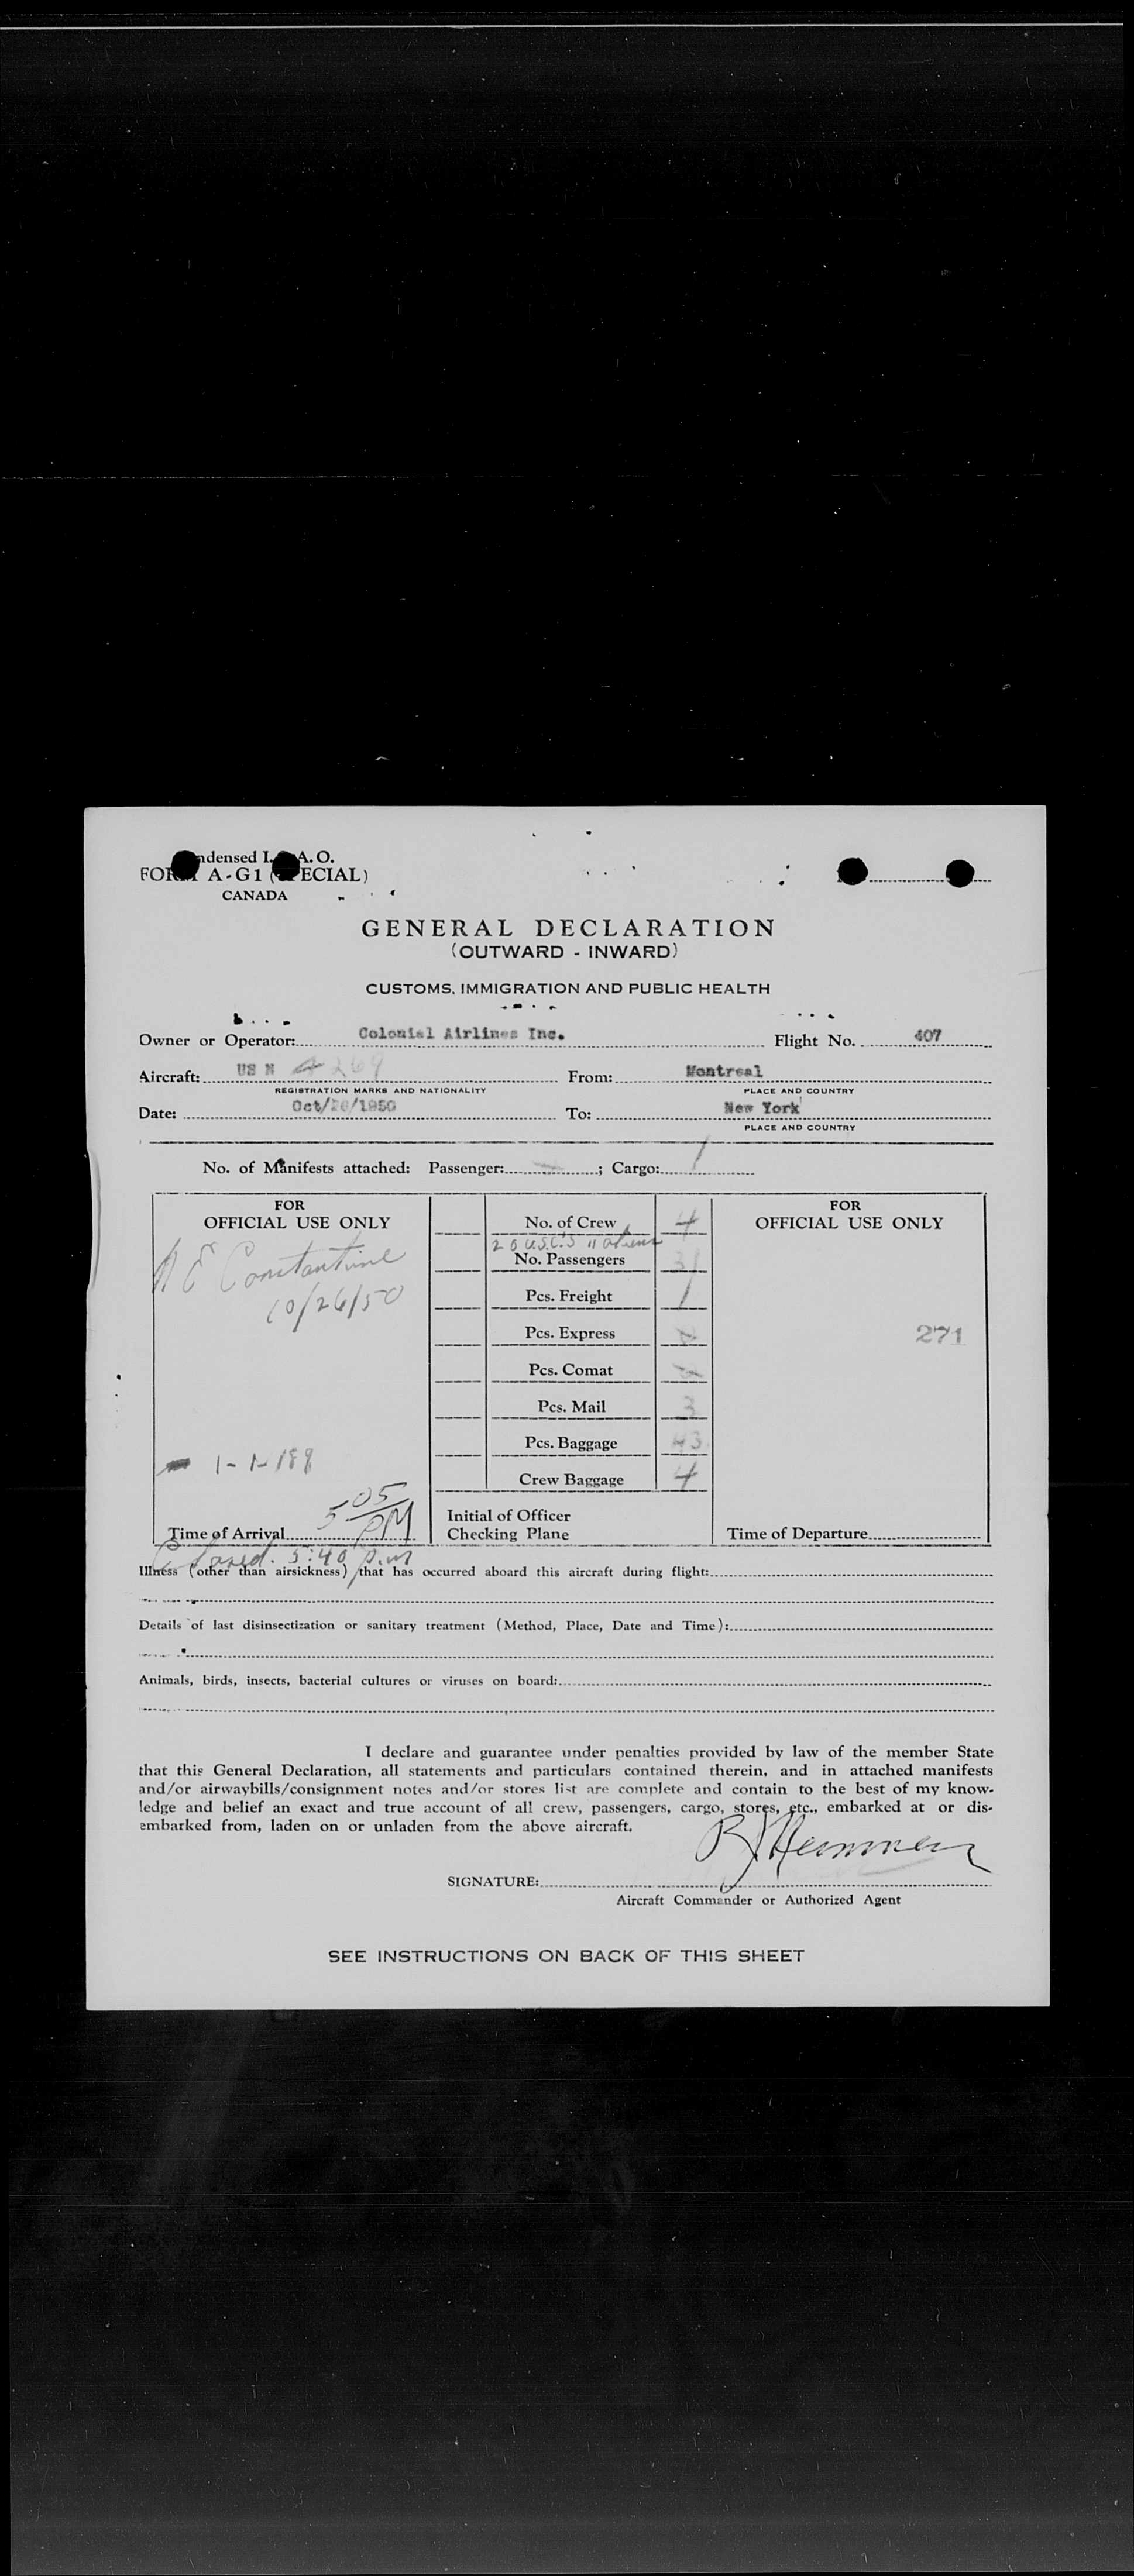 ndensed I. A. O.
FORM A-G1 (SPECIAL)
CANADA
GENERAL DECLARATION
(OUTWARD - INWARD)
CUSTOMS, IMMIGRATION AND PUBLIC HEALTH
Owner or Operator: Colonial Airlines Inc. Flight No. 407
Aircraft: US N 4269 From: Montreal
REGISTRATION MARKS AND NATIONALITY PLACE AND COUNTRY
Date: Oct/26/1950 To: New York
PLACE AND COUNTRY
No. of Manifests attached: Passenger: ; Cargo: 1
FOR OFFICIAL USE ONLY
A E Constantine
10/26/50
1-1-188
Time of Arrival 5 05 PM
No. of Crew 4
20 U.S.C.'s 11 aliens
No. Passengers 31
Pcs. Freight 1
Pcs. Express
Pcs. Comat
Pcs. Mail 3
Pcs. Baggage 43
Crew Baggage 4
Initial of Officer
Checking Plane
FOR
OFFICIAL USE ONLY
271
Time of Departure
5:40 p.m
Illness (other than airsickness) that has occurred aboard this aircraft during flight:
Details of last disinsectization or sanitary treatment (Method, Place, Date and Time):
Animals, birds, insects, bacterial cultures or viruses on board:
I declare and guarantee under penalties provided by law of the member State
that this General Declaration, all statements and particulars contained therein, and in attached manifests
and/or airwaybills/consignment notes and/or stores list are complete and contain to the best of my know-
ledge and belief an exact and true account of all crew, passengers, cargo, stores, etc., embarked at or dis-
embarked from, laden on or unladen from the above aircraft.
SIGNATURE:
Aircraft Commander or Authorized Agent
SEE INSTRUCTIONS ON BACK OF THIS SHEET